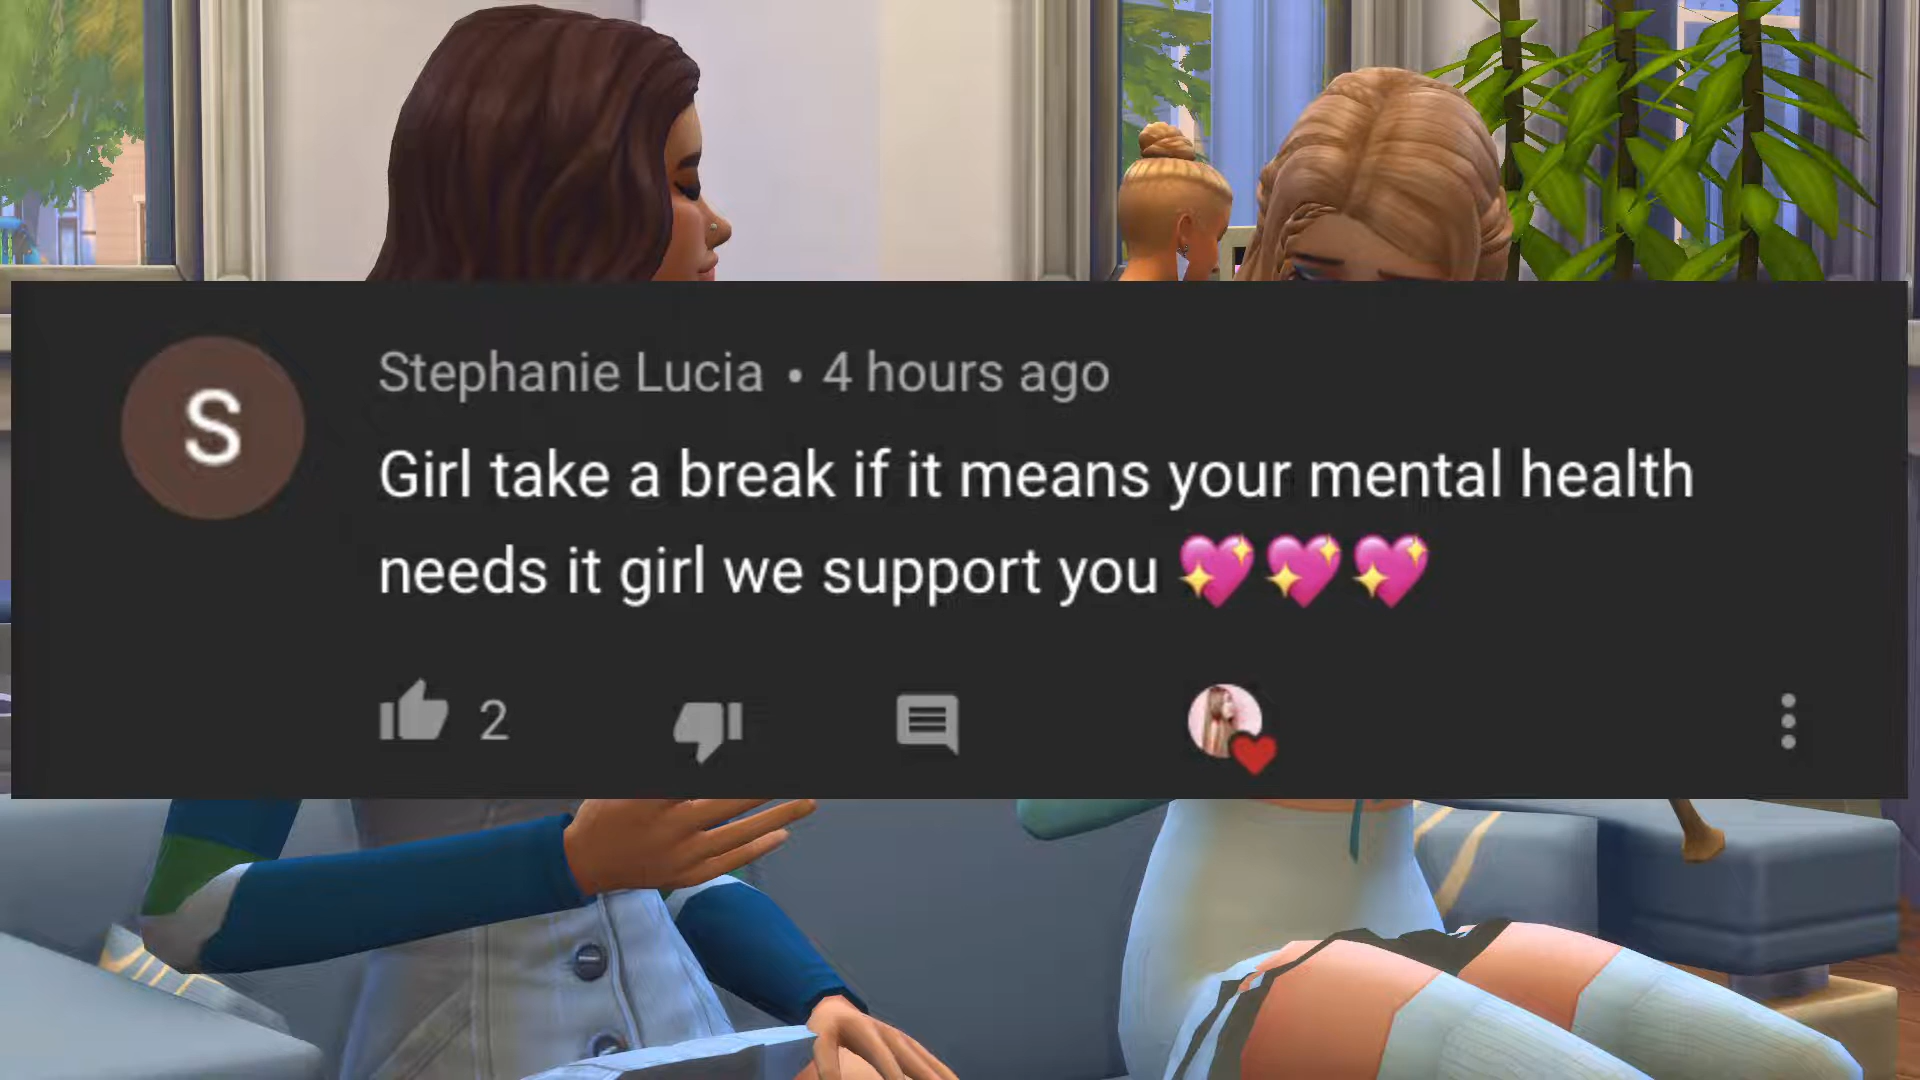 S
Stephanie Lucia • 4 hours ago
Girl take a break if it means your mental health
needs it girl we support you 💖💖💖
2